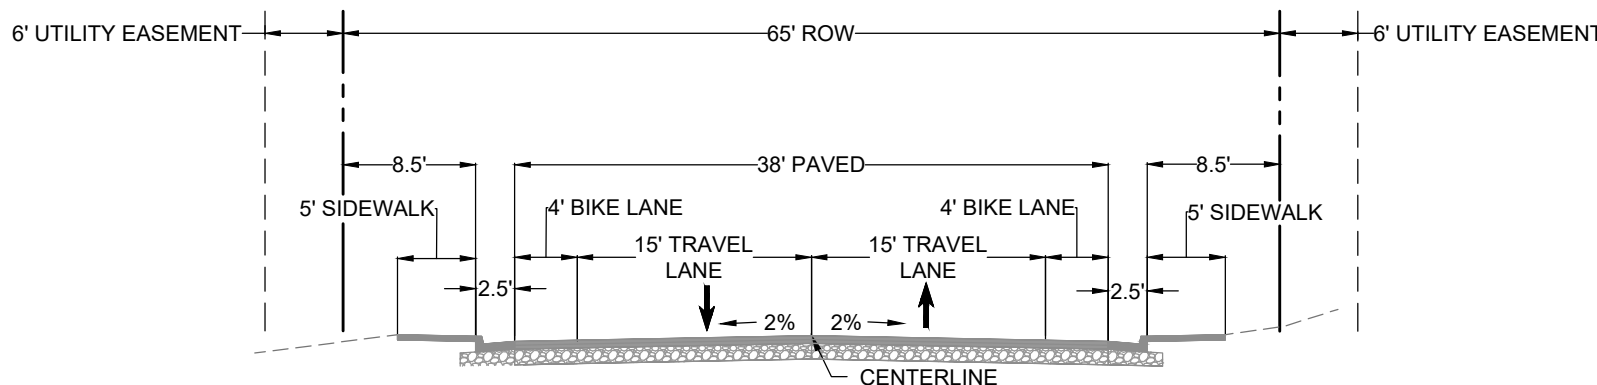 6' UTILITY EASEMENT
65' ROW
6' UTILITY EASEMENT
8.5'
38' PAVED
8.5'
5' SIDEWALK
4' BIKE LANE
4' BIKE LANE
5' SIDEWALK
15' TRAVEL
LANE
15' TRAVEL
LANE
2.5'
2.5'
2%
2%
CENTERLINE